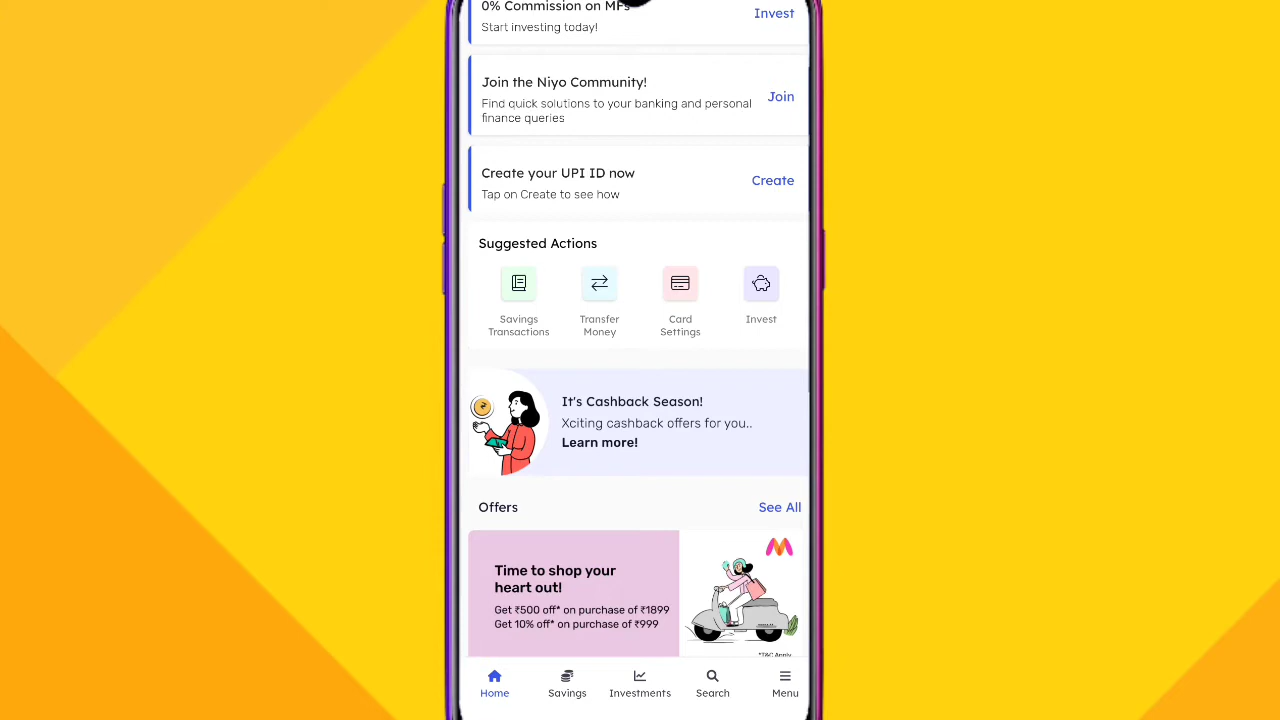 0% Commission on MFs
Start investing today!
Invest
Join the Niyo Community!
Find quick solutions to your banking and personal
finance queries
Join
Create your UPI ID now
Tap on Create to see how
Create
Suggested Actions
Savings
Transactions
Transfer
Money
Card
Settings
Invest
It's Cashback Season!
Xciting cashback offers for you..
Learn more!
Offers
See All
Time to shop your
heart out!
Get ₹500 off* on purchase of ₹1899
Get 10% off* on purchase of ₹999
*T&C Apply
Home
Savings
Investments
Search
Menu